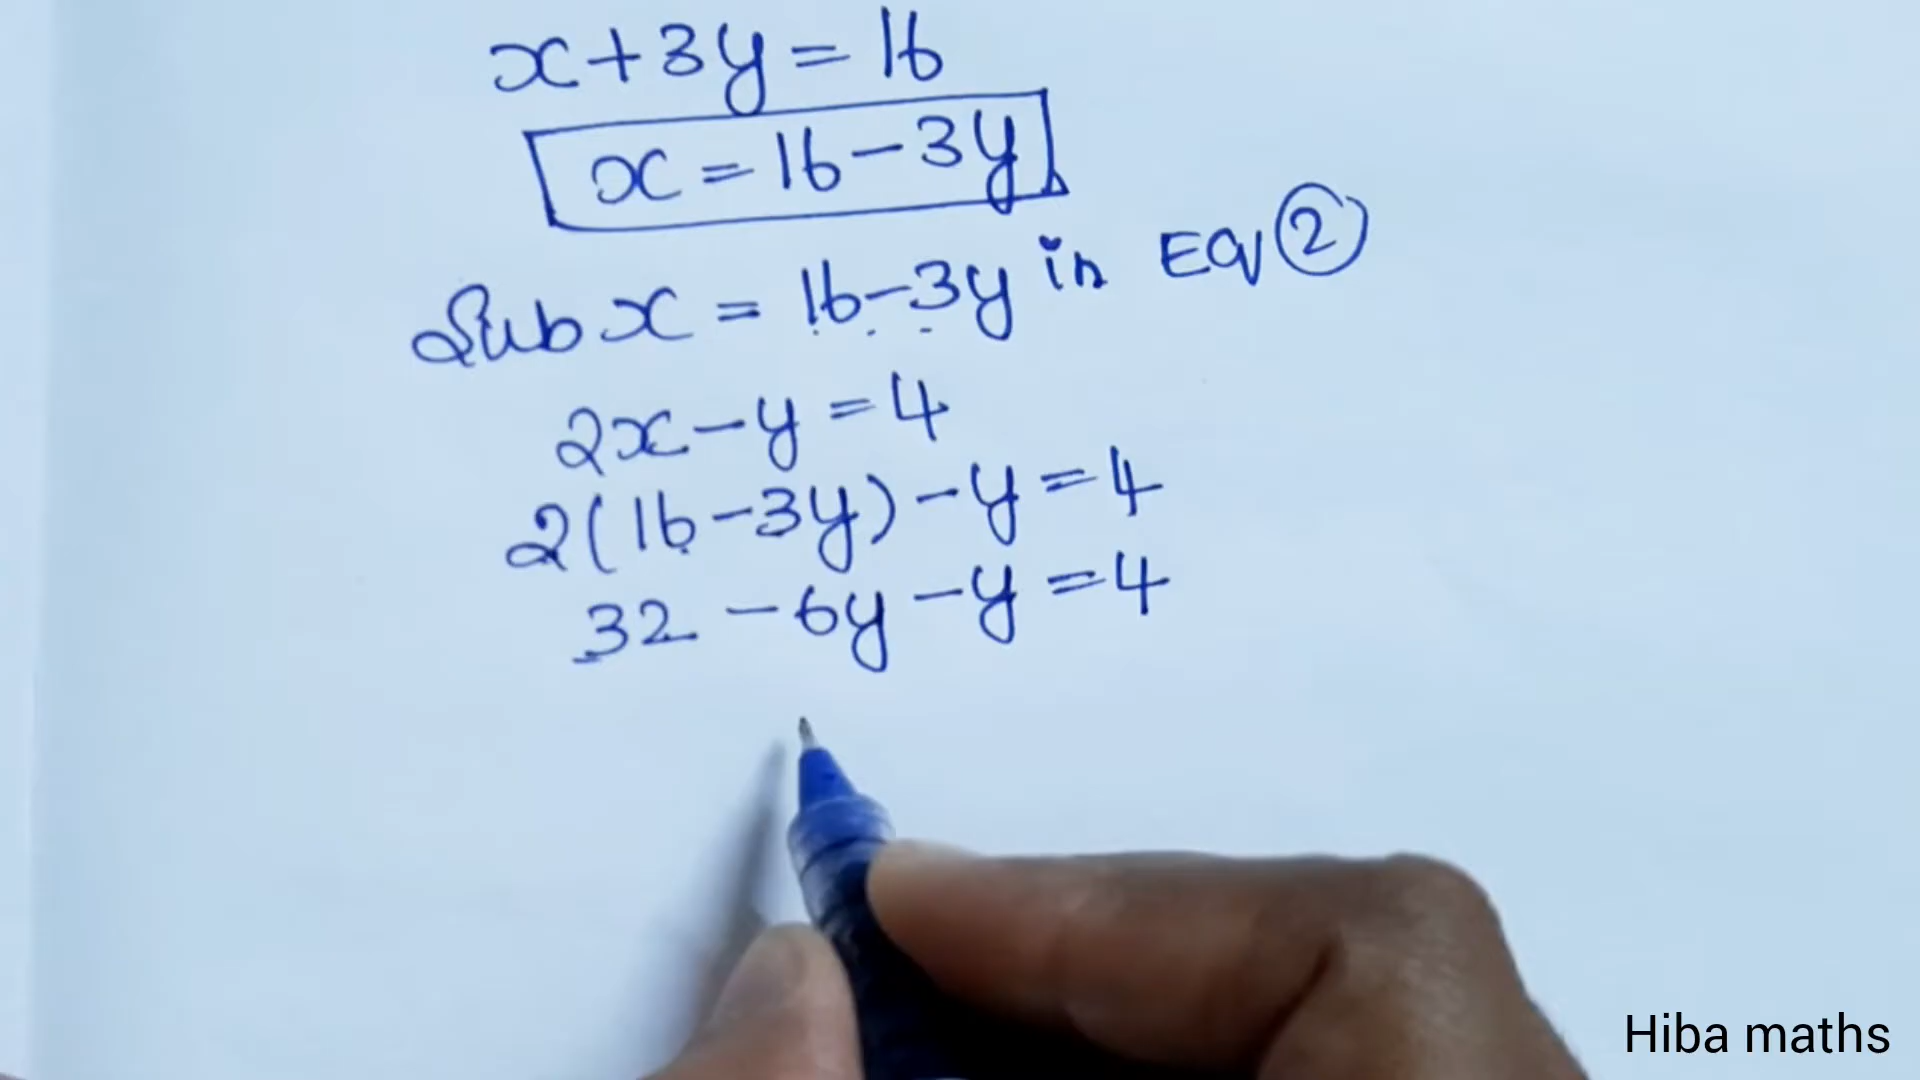 x+3y=16
x=16-3y
Sub x = 16-3y in Eq ②
2x-y=4
2(16-3y)-y=4
32-6y-y=4
Hiba maths